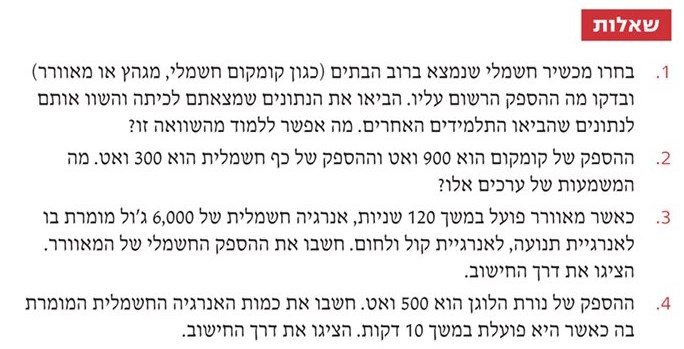 שאלות
1. בחרו מכשיר חשמלי שנמצא ברוב הבתים (כגון קומקום חשמלי, מגהץ או מאוורר)
ובדקו מה ההספק הרשום עליו. הביאו את הנתונים שמצאתם לכיתה והשוו אותם
לנתונים שהביאו התלמידים האחרים. מה אפשר ללמוד מהשוואה זו?
2. ההספק של קומקום הוא 900 ואט וההספק של כף חשמלית הוא 300 ואט. מה
המשמעות של ערכים אלו?
3. כאשר מאוורר פועל במשך 120 שניות, אנרגיה חשמלית של 6,000 ג'ול מומרת בו
לאנרגיית תנועה, לאנרגיית קול ולחום. חשבו את ההספק החשמלי של המאוורר.
הציגו את דרך החישוב.
4. ההספק של נורת הלוגן הוא 500 ואט. חשבו את כמות האנרגיה החשמלית המומרת
בה כאשר היא פועלת במשך 10 דקות. הציגו את דרך החישוב.